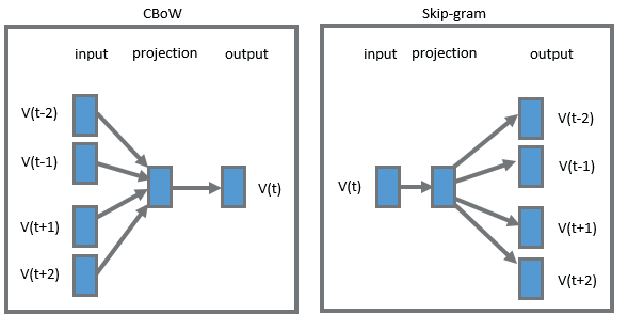 CBoW
input projection output
V(t-2)
V(t-1)
V(t)
V(t+1)
V(t+2)
Skip-gram
input Projection output
V(t-2)
V(t-1)
V(t)
V(t+1)
V(t+2)